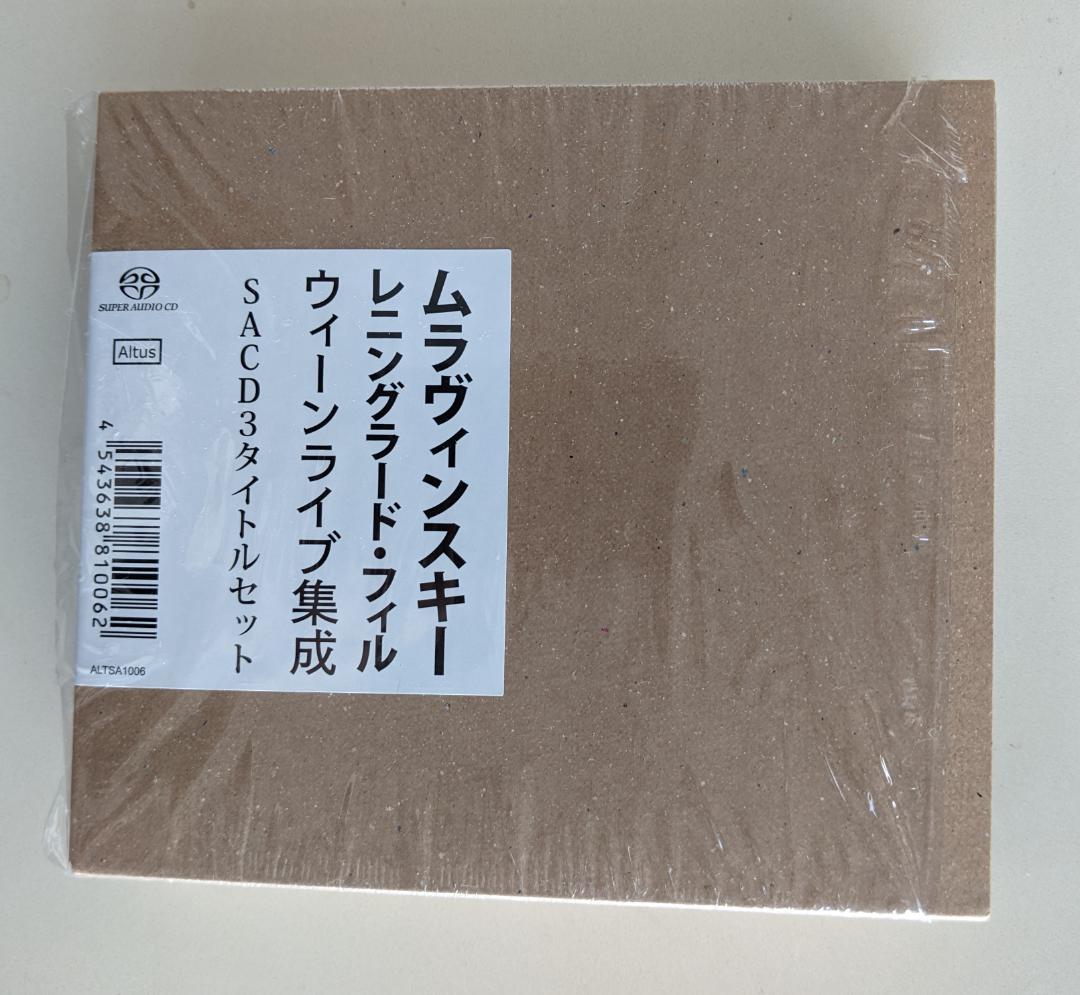 ムラヴィンスキー
レニングラード・フィル
ウィーンライブ集成
SACD3タイトルセット
SUPER AUDIO CD
Altus
4 543638 810062
ALTSA1006